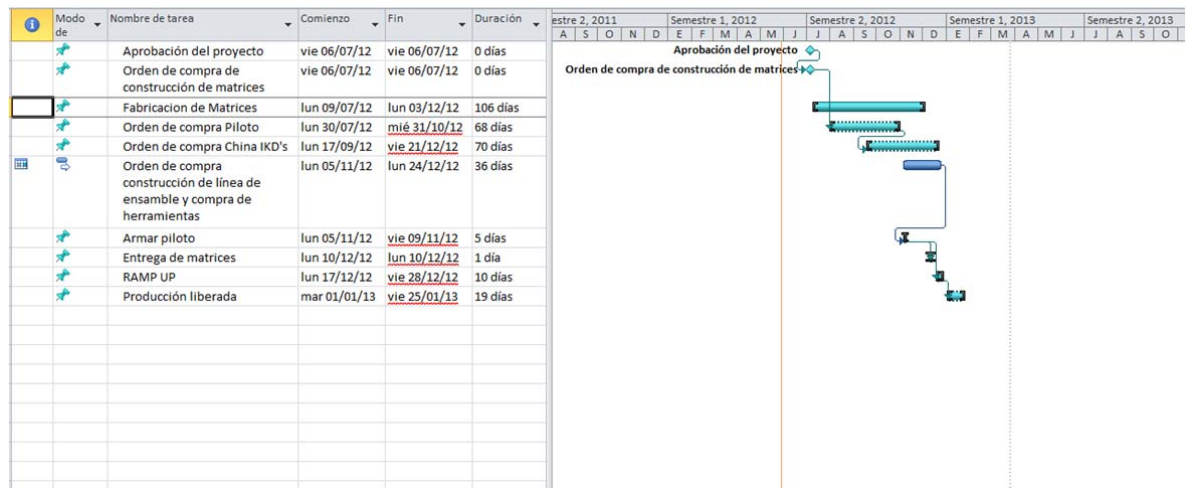 Modo de Nombre de tarea Comienzo Fin Duración
Aprobación del proyecto vie 06/07/12 vie 06/07/12 0 días
Orden de compra de vie 06/07/12 vie 06/07/12 0 días
construcción de matrices
Fabricacion de Matrices lun 09/07/12 lun 03/12/12 106 días
Orden de compra Piloto lun 30/07/12 mié 31/10/12 68 días
Orden de compra China IKD's lun 17/09/12 vie 21/12/12 70 días
Orden de compra lun 05/11/12 lun 24/12/12 36 días
construcción de línea de
ensamble y compra de
herramientas
Armar piloto lun 05/11/12 vie 09/11/12 5 días
Entrega de matrices lun 10/12/12 lun 10/12/12 1 día
RAMP UP lun 17/12/12 vie 28/12/12 10 días
Producción liberada mar 01/01/13 vie 25/01/13 19 días
estre 2, 2011 Semestre 1, 2012 Semestre 2, 2012 Semestre 1, 2013 Semestre 2, 2013
A S O N D E F M A M J J A S O N D E F M A M J J A S O
Aprobación del proyecto
Orden de compra de construcción de matrices